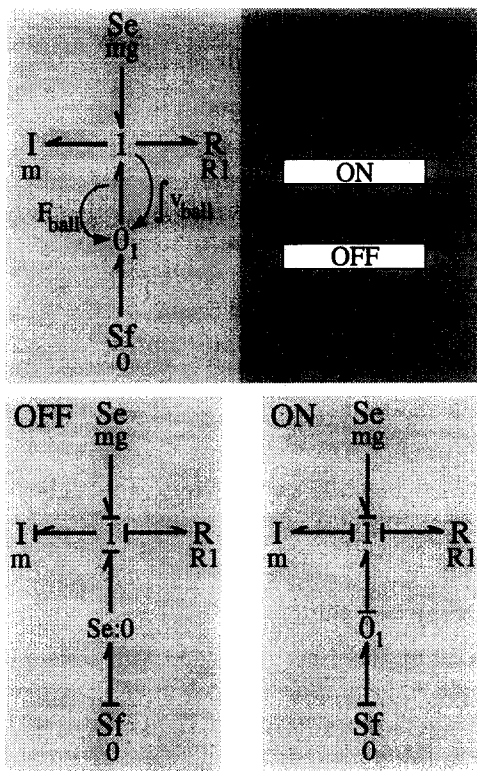 Se
mg
I 1 R
m R1
F_ball ∫ v_ball
0_1
Sf
0
ON
OFF
OFF Se
mg
I 1 R
m R1
Se:0
Sf
0
ON Se
mg
I 1 R
m R1
0_1
Sf
0